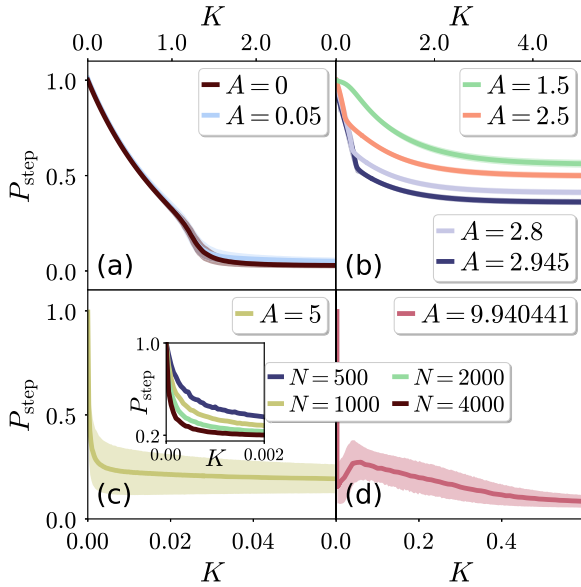 K K
0.0 1.2 2.0 0.0 2.0 4.0
1.0
0.5
0.0
P_step
A = 0
A = 0.05
(a)
A = 1.5
A = 2.5
A = 2.8
A = 2.945
(b)
1.0
0.5
0.0
P_step
A = 5
(c)
1.0
0.2
P_step
0.00 0.002
K
N = 500 N = 2000
N = 1000 N = 4000
A = 9.940441
(d)
0.00 0.02 0.04 0.0 0.2 0.4
K K